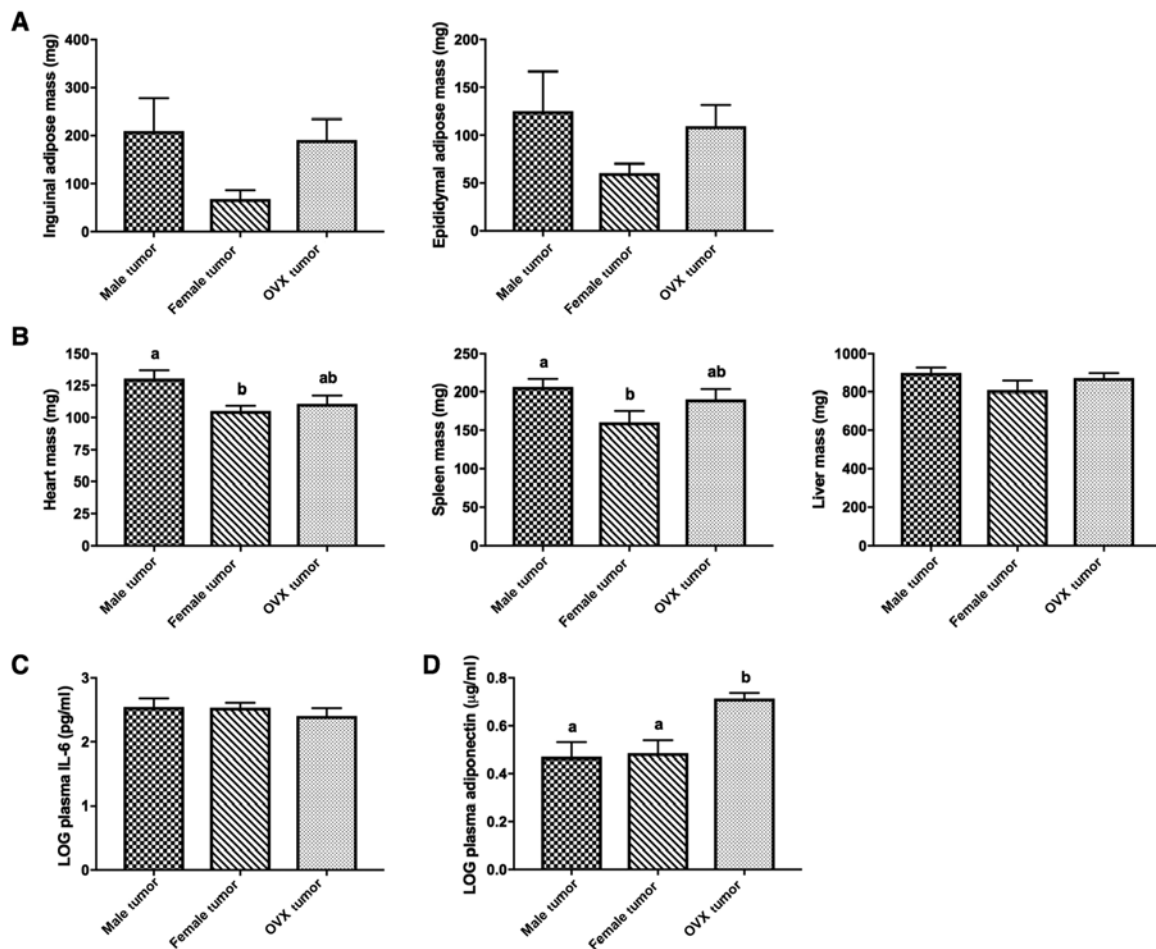 A
Inguinal adipose mass (mg)
400
300
200
100
0
Male tumor
Female tumor
OVX tumor
Epididymal adipose mass (mg)
200
150
100
50
0
Male tumor
Female tumor
OVX tumor
B
Heart mass (mg)
150
125
100
75
50
25
0
a
b
ab
Male tumor
Female tumor
OVX tumor
Spleen mass (mg)
250
200
150
100
50
0
a
b
ab
Male tumor
Female tumor
OVX tumor
Liver mass (mg)
1000
800
600
400
200
0
Male tumor
Female tumor
OVX tumor
C
LOG plasma IL-6 (pg/ml)
3
2
1
0
Male tumor
Female tumor
OVX tumor
D
LOG plasma adiponectin (µg/ml)
0.8
0.6
0.4
0.2
0.0
a
a
b
Male tumor
Female tumor
OVX tumor